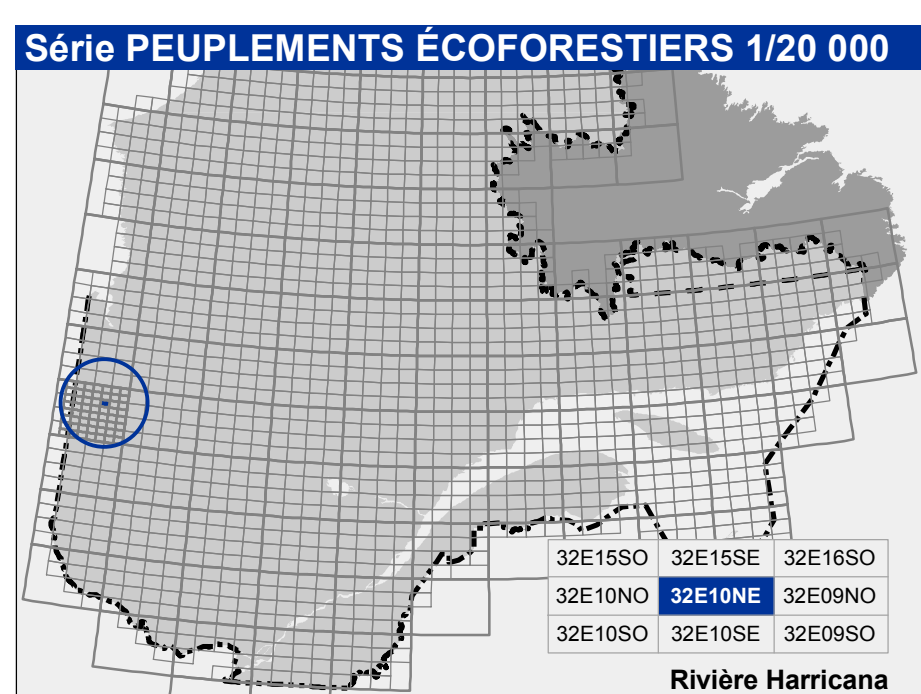 Série PEUPLEMENTS ÉCOFORESTIERS 1/20 000
32E15SO 32E15SE 32E16SO
32E10NO 32E10NE 32E09NO
32E10SO 32E10SE 32E09SO
Rivière Harricana